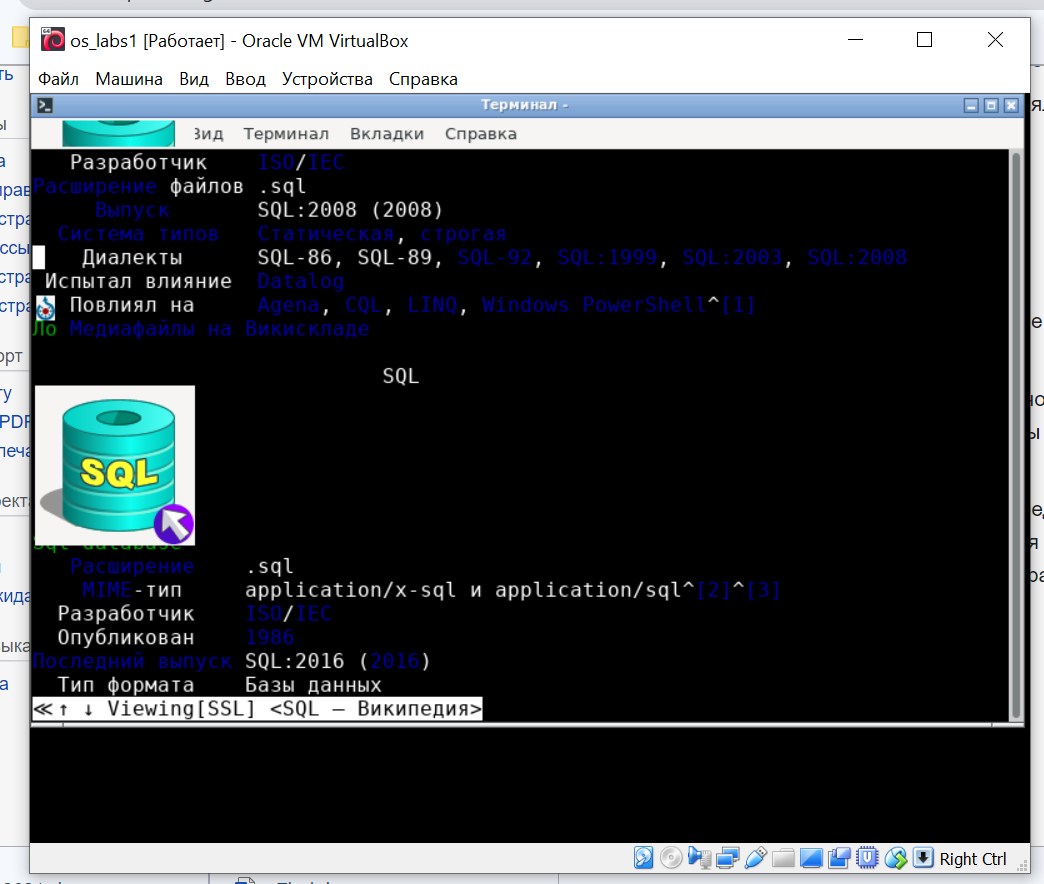 os_labs1 [Работает] - Oracle VM VirtualBox
Файл Машина Вид Ввод Устройства Справка
Терминал -
Вид Терминал Вкладки Справка
Разработчик ISO/IEC
Расширение файлов .sql
Выпуск SQL:2008 (2008)
Система типов Статическая, строгая
Диалекты SQL-86, SQL-89, SQL-92, SQL:1999, SQL:2003, SQL:2008
Испытал влияние Datalog
Повлиял на Agena, CQL, LINQ, Windows PowerShell^[1]
Ло Медиафайлы на Викискладе
SQL
SQL
Sql database
Расширение .sql
MIME-тип application/x-sql и application/sql^[2]^[3]
Разработчик ISO/IEC
Опубликован 1986
Последний выпуск SQL:2016 (2016)
Тип формата Базы данных
≪↑ ↓ Viewing[SSL] <SQL — Википедия>
Right Ctrl